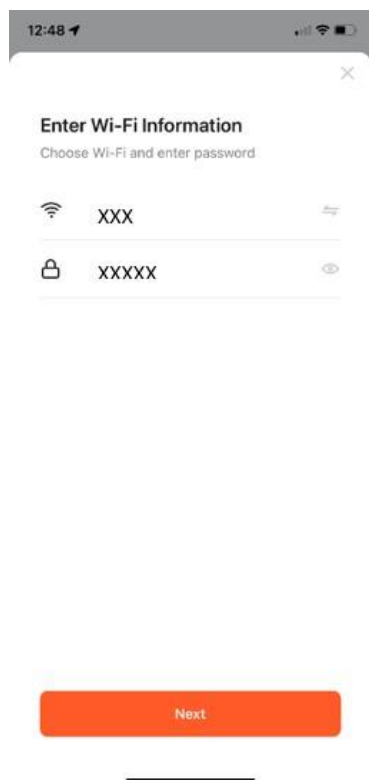 12:48
Enter Wi-Fi Information
Choose Wi-Fi and enter password
XXX
XXXXX
Next